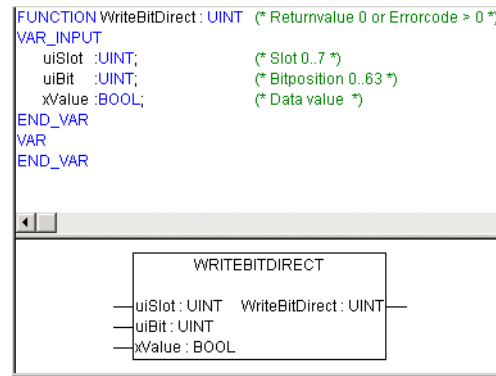 FUNCTION WriteBitDirect : UINT (* Returnvalue 0 or Errorcode > 0 *)
VAR_INPUT
uiSlot :UINT; (* Slot 0..7 *)
uiBit :UINT; (* Bitposition 0..63 *)
xValue :BOOL; (* Data value *)
END_VAR
VAR
END_VAR
WRITEBITDIRECT
uiSlot : UINT WriteBitDirect : UINT
uiBit : UINT
xValue : BOOL